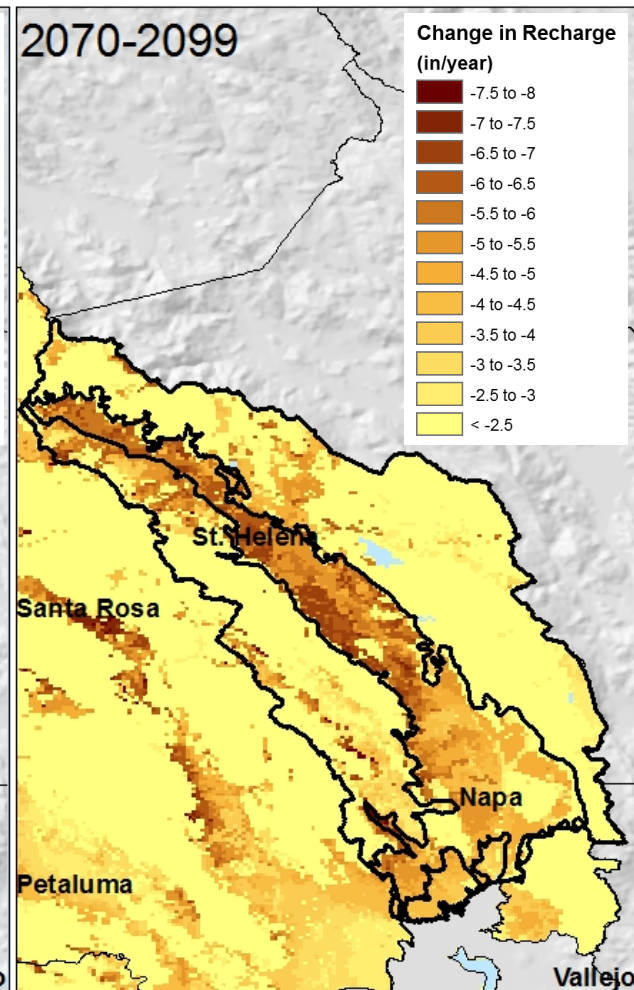 2070-2099
Change in Recharge
(in/year)
-7.5 to -8
-7 to -7.5
-6.5 to -7
-6 to -6.5
-5.5 to -6
-5 to -5.5
-4.5 to -5
-4 to -4.5
-3.5 to -4
-3 to -3.5
-2.5 to -3
< -2.5
St. Helena
Santa Rosa
Napa
Petaluma
o
Vallejo